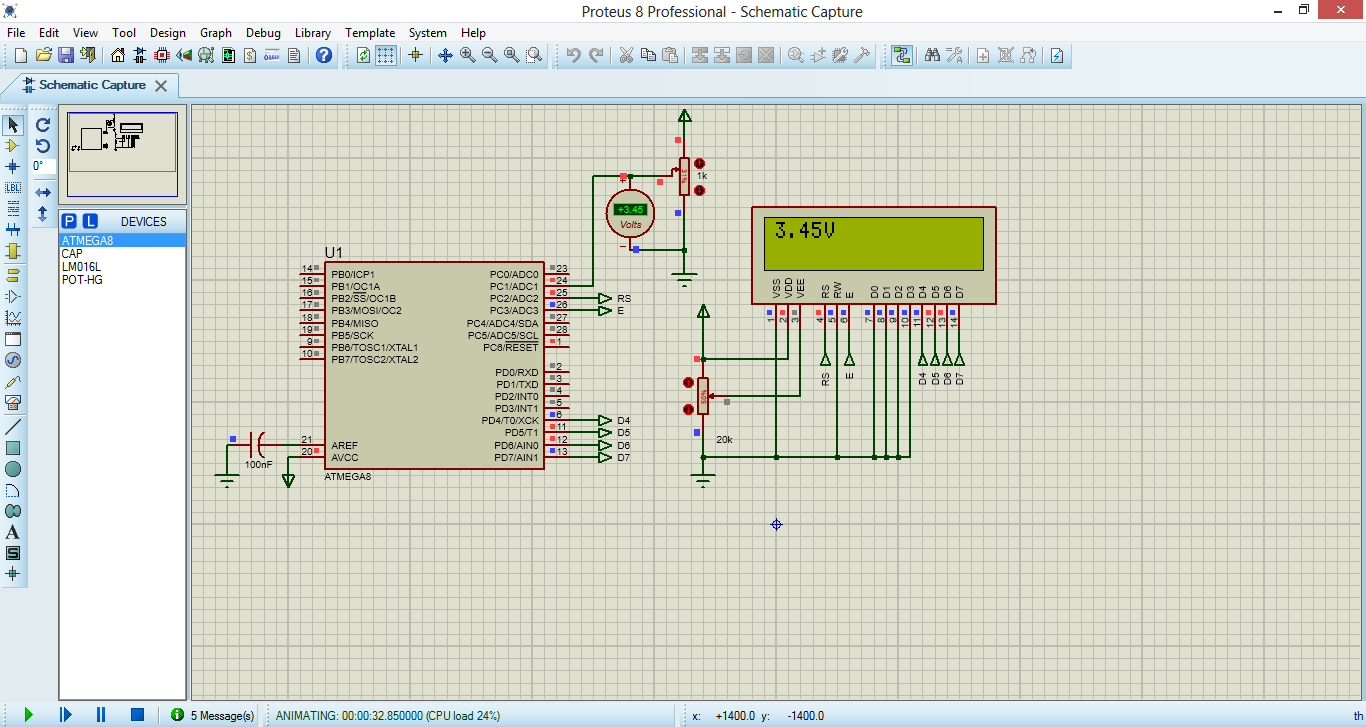 Proteus 8 Professional - Schematic Capture
File Edit View Tool Design Graph Debug Library Template System Help
Schematic Capture
0°
LBL
P L DEVICES
ATMEGA8
CAP
LM016L
POT-HG
A
S
1k
+3.45
Volts
3.45V
VSS VDD VEE RS RW E D0 D1 D2 D3 D4 D5 D6 D7
1 2 3 4 5 6 7 8 9 10 11 12 13 14
RS E D4 D5 D6 D7
50%
20k
U1
14 PB0/ICP1 PC0/ADC0 23
15 PB1/OC1A PC1/ADC1 24
16 PB2/SS/OC1B PC2/ADC2 25 RS
17 PB3/MOSI/OC2 PC3/ADC3 26 E
18 PB4/MISO PC4/ADC4/SDA 27
19 PB5/SCK PC5/ADC5/SCL 28
9 PB6/TOSC1/XTAL1 PC6/RESET 1
10 PB7/TOSC2/XTAL2
PD0/RXD 2
PD1/TXD 3
PD2/INT0 4
PD3/INT1 5
PD4/T0/XCK 6 D4
PD5/T1 11 D5
21 AREF PD6/AIN0 12 D6
20 AVCC PD7/AIN1 13 D7
100nF
ATMEGA8
5 Message(s) ANIMATING: 00:00:32.850000 (CPU load 24%) x: +1400.0 y: -1400.0 th